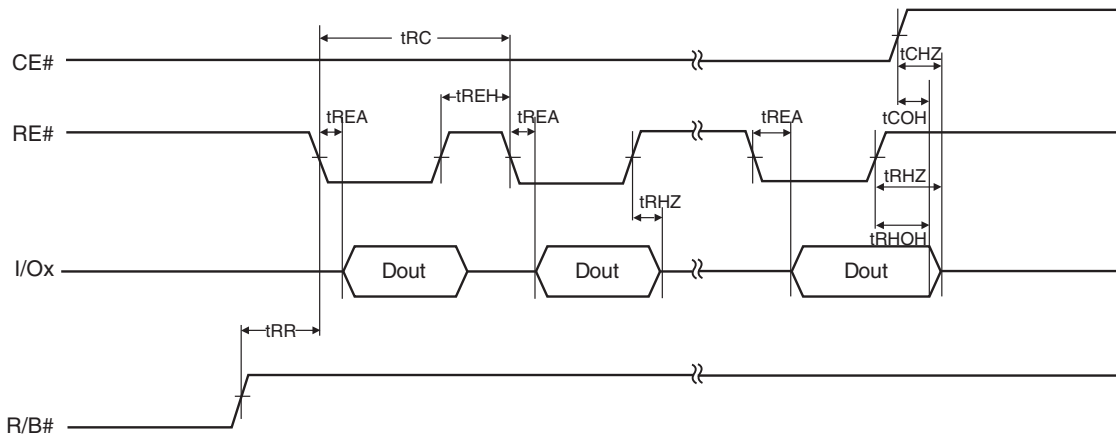 CE#
tRC
tCHZ
tREA
tREH
tREA
tREA
tCOH
RE#
tRHZ
tRHZ
tRHOH
I/Ox
Dout
Dout
Dout
tRR
R/B#